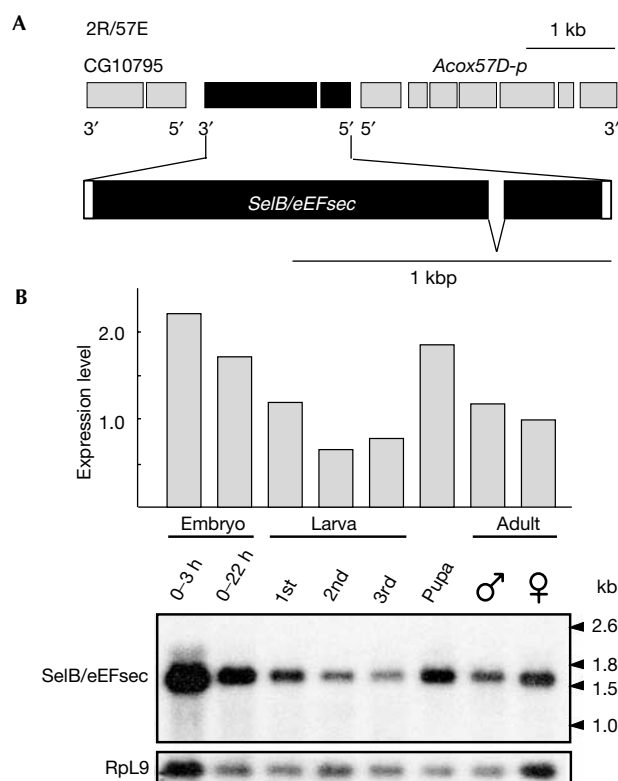 A
2R/57E
1 kb
CG10795
Acox57D-p
3′ 5′ 3′ 5′ 5′ 3′
SelB/eEFsec
1 kbp
B
Expression level
2.0
1.0
Embryo Larva Adult
0–3 h 0–22 h 1st 2nd 3rd Pupa ♂ ♀ kb
2.6
SelB/eEFsec
1.8
1.5
1.0
RpL9